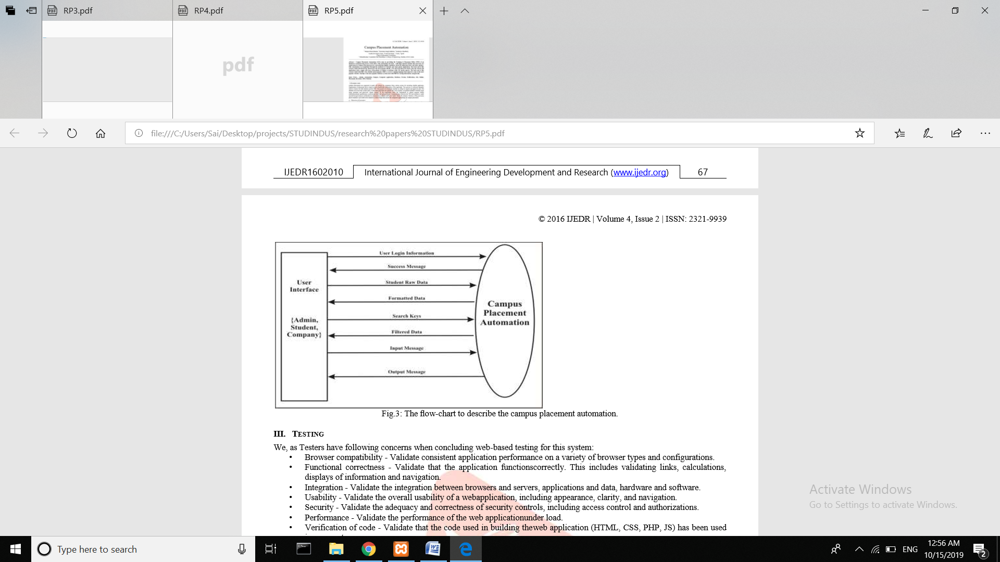 RP3.pdf
RP4.pdf
RP5.pdf
pdf
Campus Placement Automation
file:///C:/Users/Sai/Desktop/projects/STUDINDUS/research%20papers%20STUDINDUS/RP5.pdf
IJEDR1602010 International Journal of Engineering Development and Research (www.ijedr.org) 67
© 2016 IJEDR | Volume 4, Issue 2 | ISSN: 2321-9939
User Login Information
Success Message
Student Raw Data
Formatted Data
Search Keys
Filtered Data
Input Message
Output Message
User
Interface
{Admin,
Student,
Company}
Campus
Placement
Automation
Fig.3: The flow-chart to describe the campus placement automation.
III. TESTING
We, as Testers have following concerns when concluding web-based testing for this system:
• Browser compatibility - Validate consistent application performance on a variety of browser types and configurations.
• Functional correctness - Validate that the application functionscorrectly. This includes validating links, calculations,
displays of information and navigation.
• Integration - Validate the integration between browsers and servers, applications and data, hardware and software.
• Usability - Validate the overall usability of a webapplication, including appearance, clarity, and navigation.
• Security - Validate the adequacy and correctness of security controls, including access control and authorizations.
• Performance - Validate the performance of the web applicationunder load.
• Verification of code - Validate that the code used in building theweb application (HTML, CSS, PHP, JS) has been used
Activate Windows
Go to Settings to activate Windows.
Type here to search
ENG
12:56 AM
10/15/2019
2